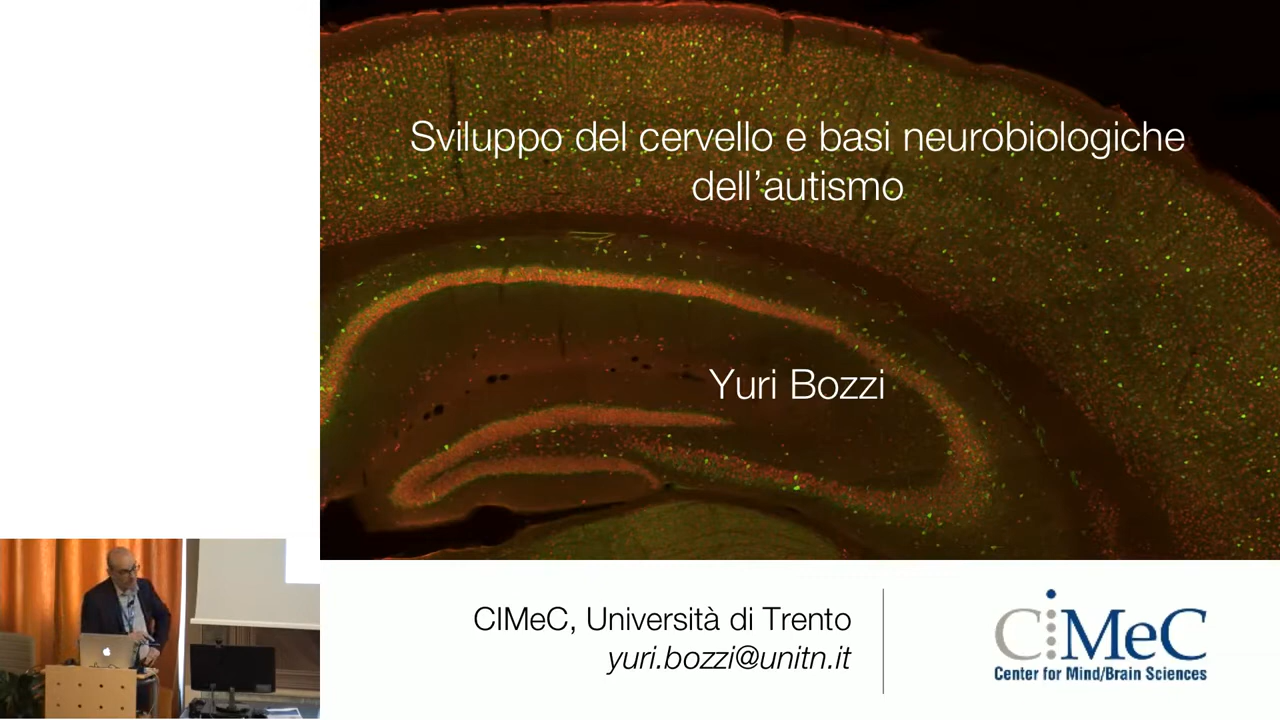 Sviluppo del cervello e basi neurobiologiche
dell'autismo
Yuri Bozzi
CIMeC, Università di Trento
yuri.bozzi@unitn.it
CiMeC
Center for Mind/Brain Sciences